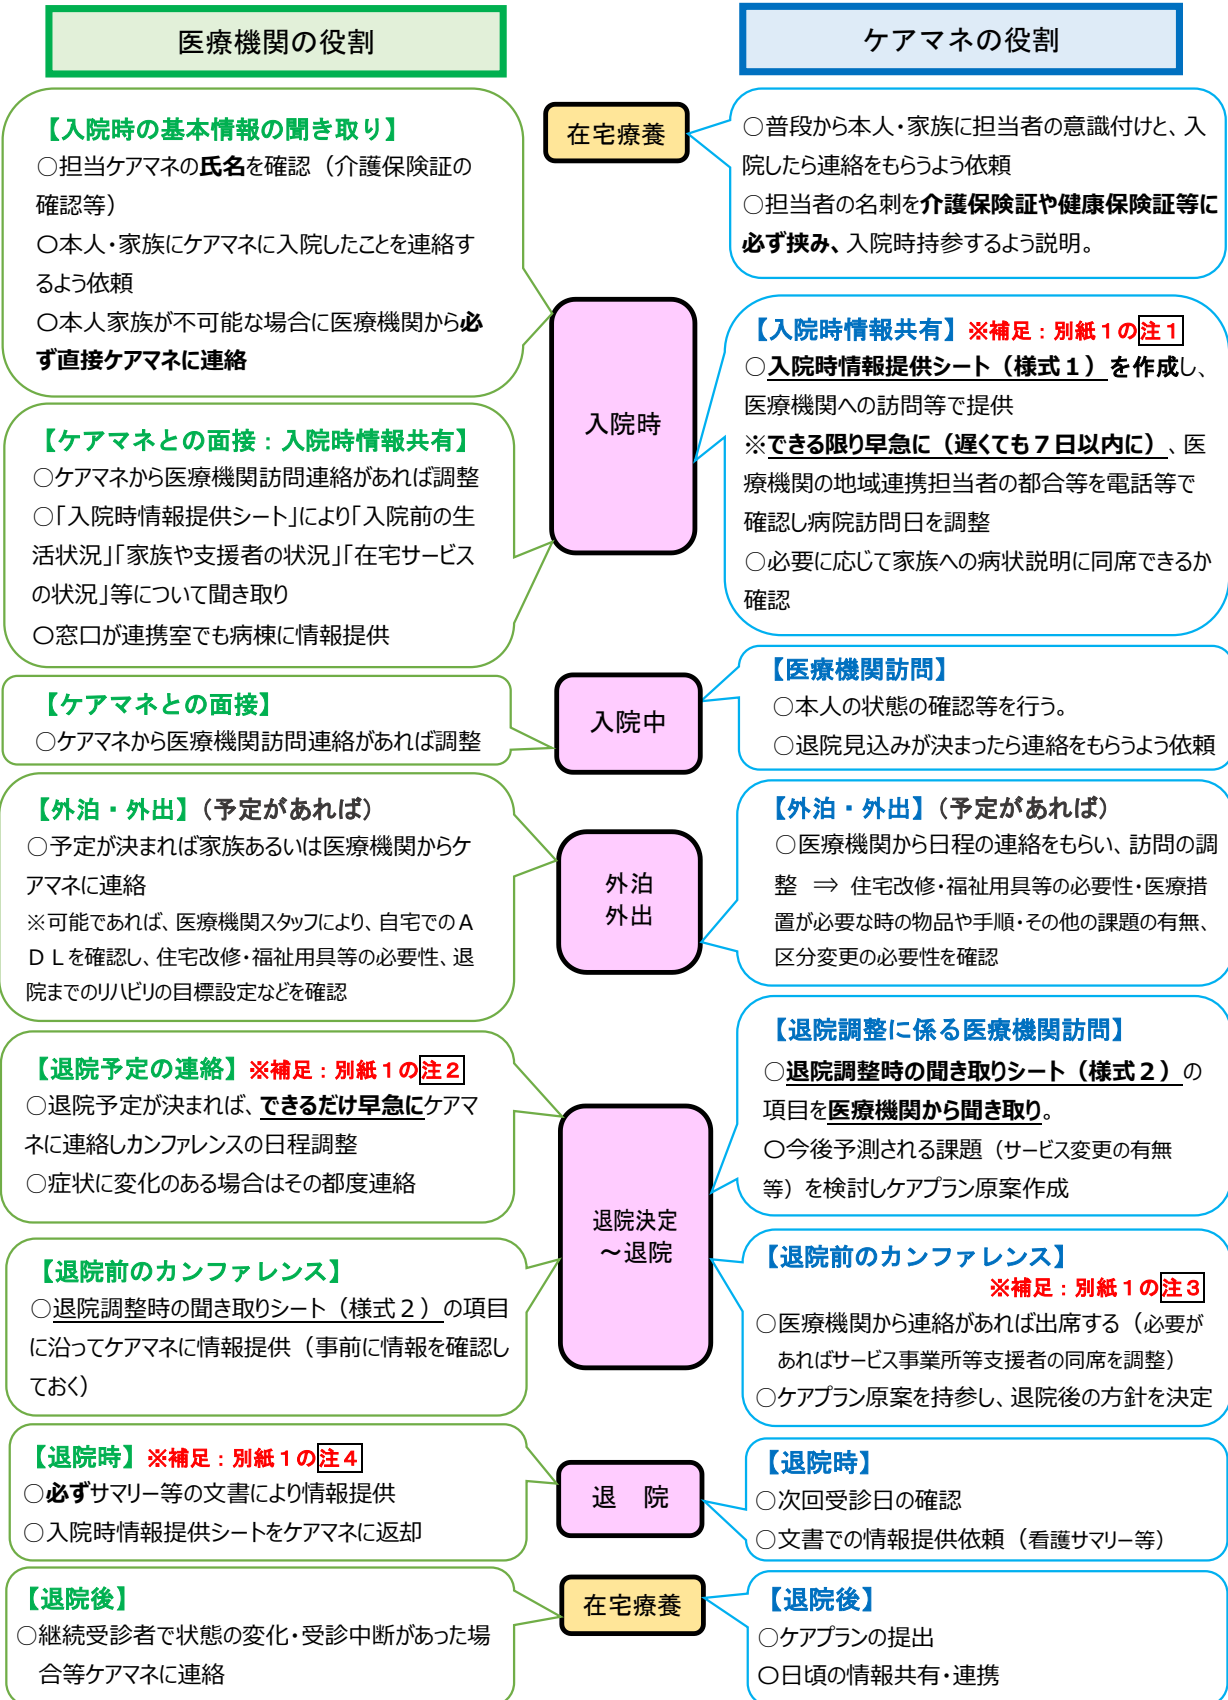 医療機関の役割
ケアマネの役割
【入院時の基本情報の聞き取り】
○担当ケアマネの氏名を確認（介護保険証の
確認等）
○本人・家族にケアマネに入院したことを連絡す
るよう依頼
○本人家族が不可能な場合に医療機関から必
ず直接ケアマネに連絡
在宅療養
○普段から本人・家族に担当者の意識付けと、入
院したら連絡をもらうよう依頼
○担当者の名刺を介護保険証や健康保険証等に
必ず挟み、入院時持参するよう説明。
【ケアマネとの面接：入院時情報共有】
○ケアマネから医療機関訪問連絡があれば調整
○「入院時情報提供シート」により「入院前の生
活状況」「家族や支援者の状況」「在宅サービス
の状況」等について聞き取り
○窓口が連携室でも病棟に情報提供
入院時
【入院時情報共有】※補足：別紙１の注１
○入院時情報提供シート（様式１）を作成し、
医療機関への訪問等で提供
※できる限り早急に（遅くても７日以内に）、医
療機関の地域連携担当者の都合等を電話等で
確認し病院訪問日を調整
○必要に応じて家族への病状説明に同席できるか
確認
【ケアマネとの面接】
○ケアマネから医療機関訪問連絡があれば調整
入院中
【医療機関訪問】
○本人の状態の確認等を行う。
○退院見込みが決まったら連絡をもらうよう依頼
【外泊・外出】（予定があれば）
○予定が決まれば家族あるいは医療機関からケ
アマネに連絡
※可能であれば、医療機関スタッフにより、自宅でのＡ
ＤＬを確認し、住宅改修・福祉用具等の必要性、退
院までのリハビリの目標設定などを確認
外泊
外出
【外泊・外出】（予定があれば）
○医療機関から日程の連絡をもらい、訪問の調
整 ⇒ 住宅改修・福祉用具等の必要性・医療措
置が必要な時の物品や手順・その他の課題の有無、
区分変更の必要性を確認
【退院予定の連絡】※補足：別紙１の注２
○退院予定が決まれば、できるだけ早急にケアマ
ネに連絡しカンファレンスの日程調整
○症状に変化のある場合はその都度連絡
退院決定
～退院
【退院調整に係る医療機関訪問】
○退院調整時の聞き取りシート（様式２）の
項目を医療機関から聞き取り。
○今後予測される課題（サービス変更の有無
等）を検討しケアプラン原案作成
【退院前のカンファレンス】
○退院調整時の聞き取りシート（様式２）の項目
に沿ってケアマネに情報提供（事前に情報を確認し
ておく）
【退院前のカンファレンス】
※補足：別紙１の注３
○医療機関から連絡があれば出席する（必要が
あればサービス事業所等支援者の同席を調整）
○ケアプラン原案を持参し、退院後の方針を決定
【退院時】※補足：別紙１の注４
○必ずサマリー等の文書により情報提供
○入院時情報提供シートをケアマネに返却
退　院
【退院時】
○次回受診日の確認
○文書での情報提供依頼（看護サマリー等）
【退院後】
○継続受診者で状態の変化・受診中断があった場
合等ケアマネに連絡
在宅療養
【退院後】
○ケアプランの提出
○日頃の情報共有・連携